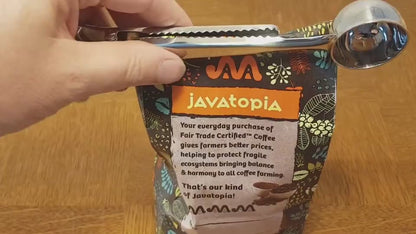 javatopia
Your everyday purchase of
Fair Trade Certified™ Coffee
gives farmers better prices,
helping to protect fragile
ecosystems bringing balance
& harmony to all coffee farming.
That's our kind
of Javatopia!